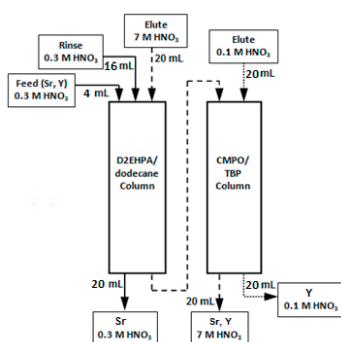 Elute
7 M HNO₃
Elute
0.1 M HNO₃
Rinse
0.3 M HNO₃
16 mL
20 mL
20 mL
Feed (Sr, Y)
0.3 M HNO₃
4 mL
D2EHPA/
dodecane
Column
CMPO/
TBP
Column
20 mL
20 mL
20 mL
Y
0.1 M HNO₃
Sr
0.3 M HNO₃
Sr, Y
7 M HNO₃